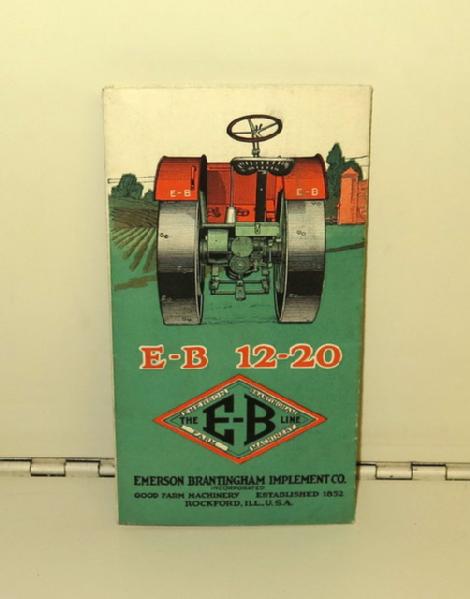 E-B E-B
E-B 12-20
EMERSON BRANTINGHAM
THE E-B LINE
FARM MACHINERY
EMERSON BRANTINGHAM IMPLEMENT CO.
INCORPORATED
GOOD FARM MACHINERY ESTABLISHED 1852
ROCKFORD, ILL., U.S.A.